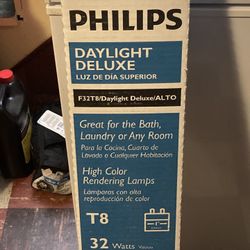 PHILIPS
DAYLIGHT
DELUXE
LUZ DE DÍA SUPERIOR
F32T8/Daylight Deluxe/ALTO
Great for the Bath,
Laundry or Any Room
Para la Cocina, Cuarto de
Lavado o Cualquier Habitación
High Color
Rendering Lamps
Lámparas con alta
reproducción de color
T8
1"
32 Watts